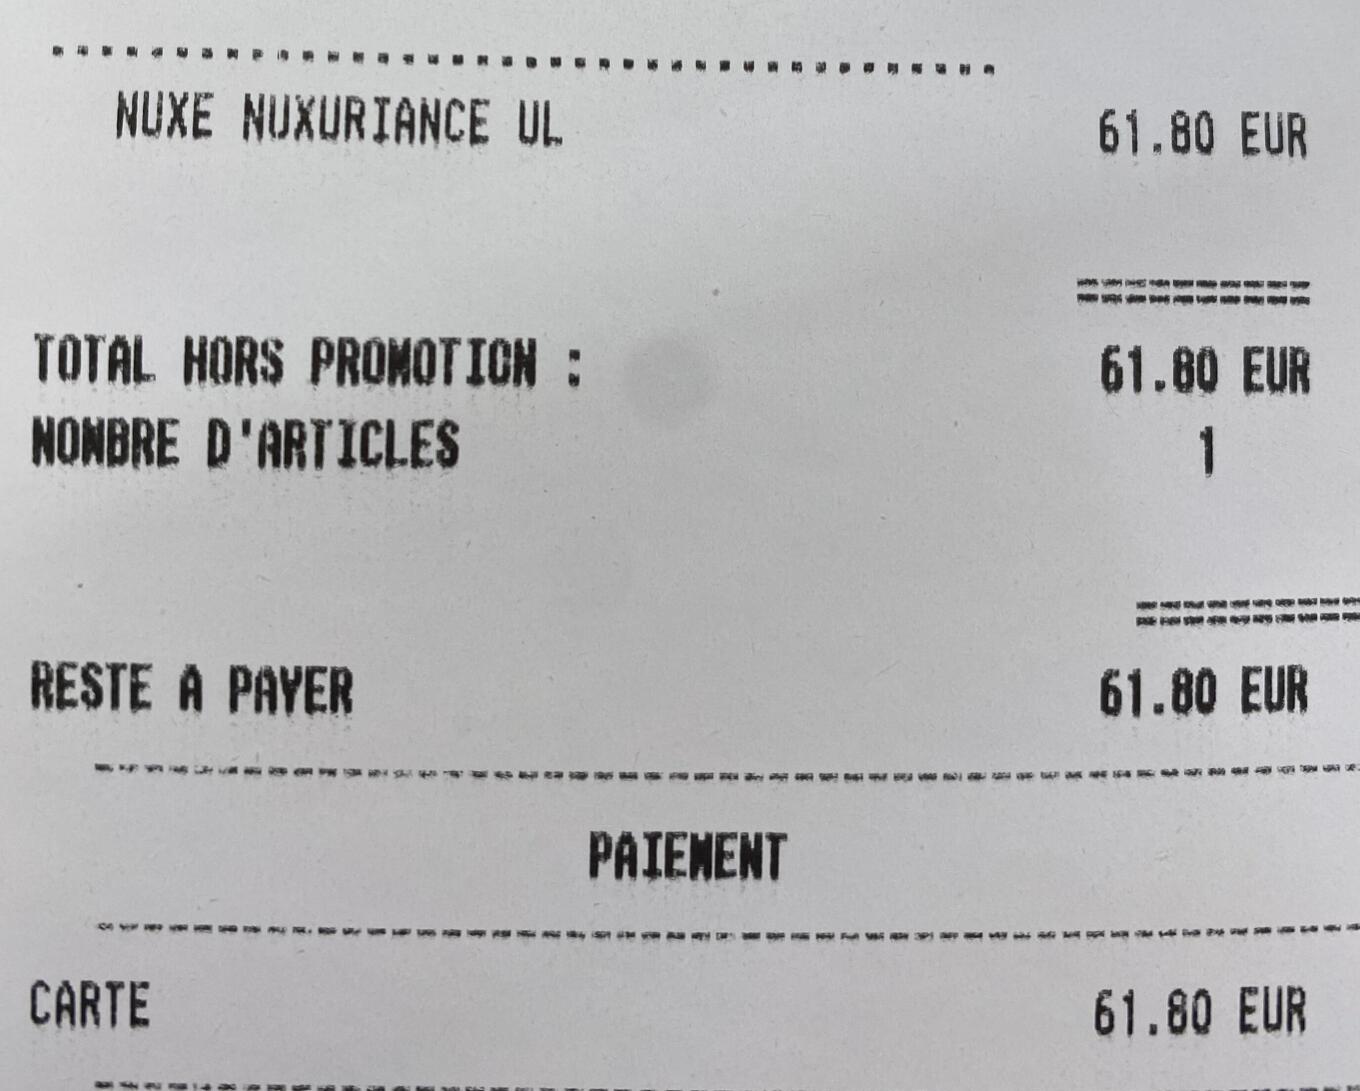 NUXE NUXURIANCE UL 61.80 EUR
TOTAL HORS PROMOTION : 61.80 EUR
NOMBRE D'ARTICLES 1
RESTE A PAYER 61.80 EUR
PAIEMENT
CARTE 61.80 EUR